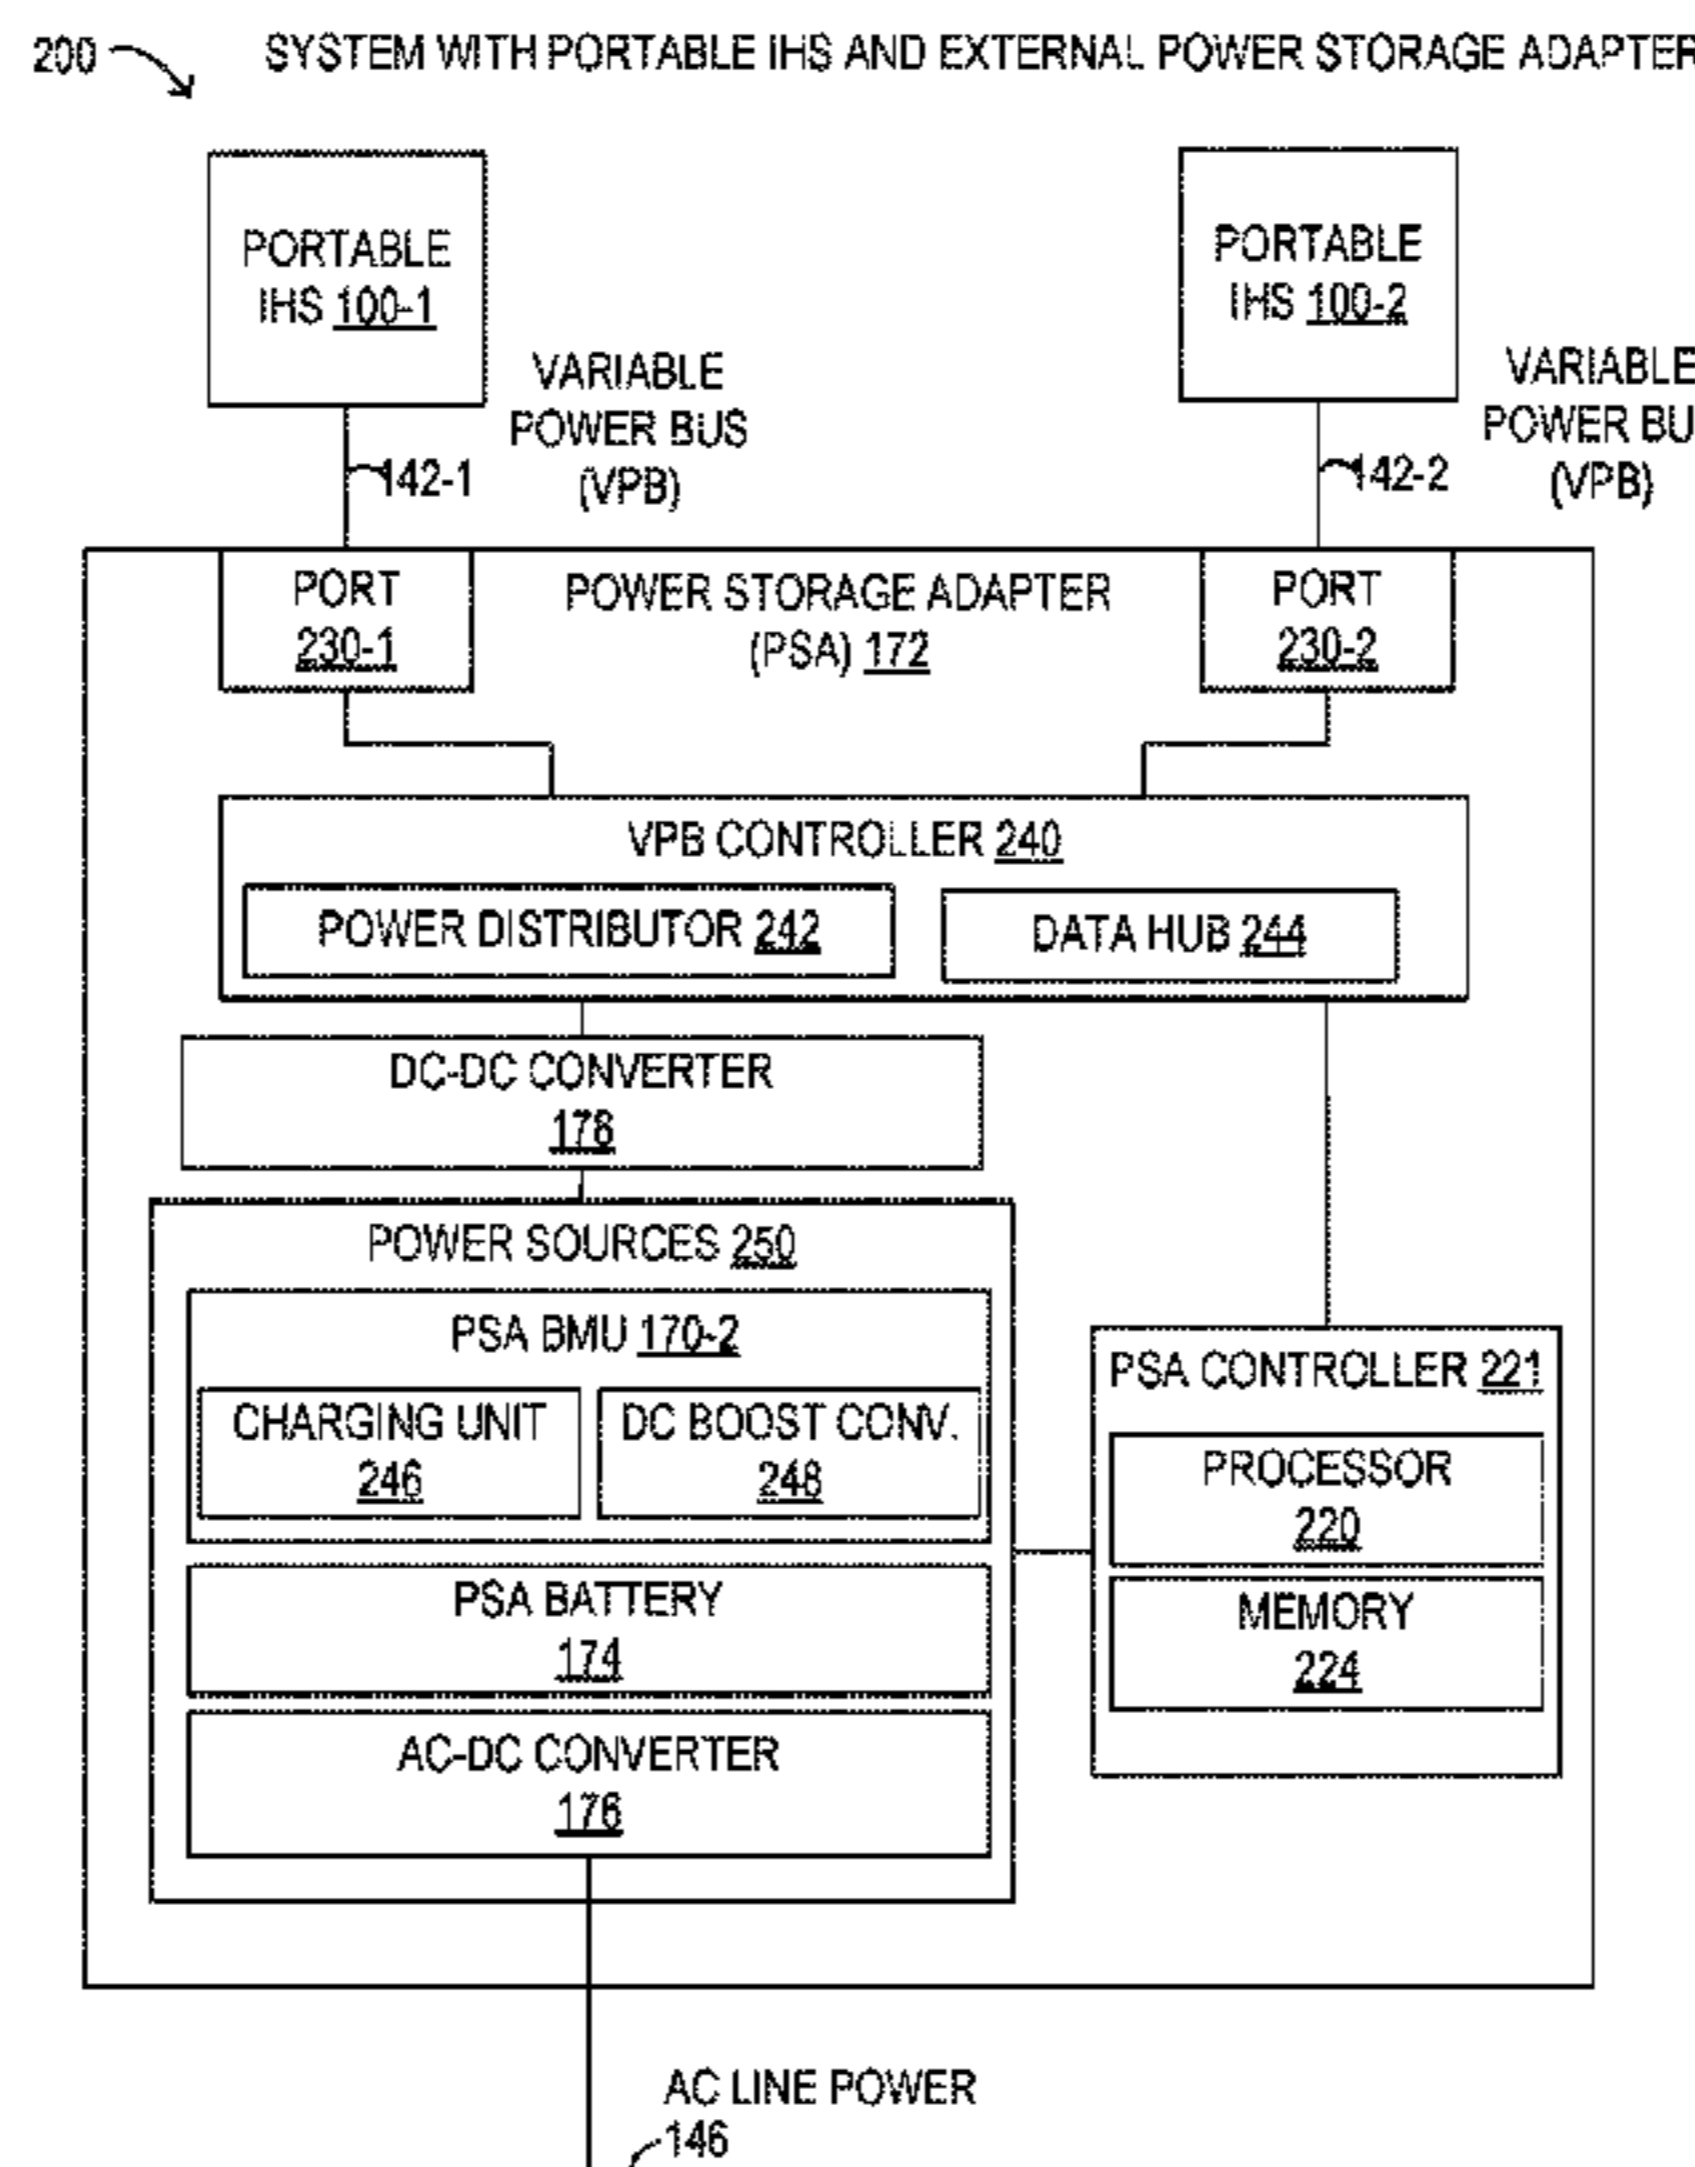 200
SYSTEM WITH PORTABLE IHS AND EXTERNAL POWER STORAGE ADAPTER
PORTABLE
IHS 100-1
PORTABLE
IHS 100-2
VARIABLE
POWER BUS
(VPB)
142-1
VARIABLE
POWER BU
(VPB)
142-2
PORT
230-1
POWER STORAGE ADAPTER
(PSA) 172
PORT
230-2
VPB CONTROLLER 240
POWER DISTRIBUTOR 242
DATA HUB 244
DC-DC CONVERTER
178
POWER SOURCES 250
PSA BMU 170-2
CHARGING UNIT
246
DC BOOST CONV.
248
PSA BATTERY
174
AC-DC CONVERTER
176
PSA CONTROLLER 221
PROCESSOR
220
MEMORY
224
AC LINE POWER
146